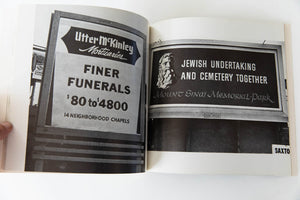 Utter McKinley
Mortuaries
FINER
FUNERALS
$80 to $4800
14 NEIGHBORHOOD CHAPELS
JEWISH UNDERTAKING
AND CEMETERY TOGETHER
Mount Sinai Memorial-Park
SAXTO